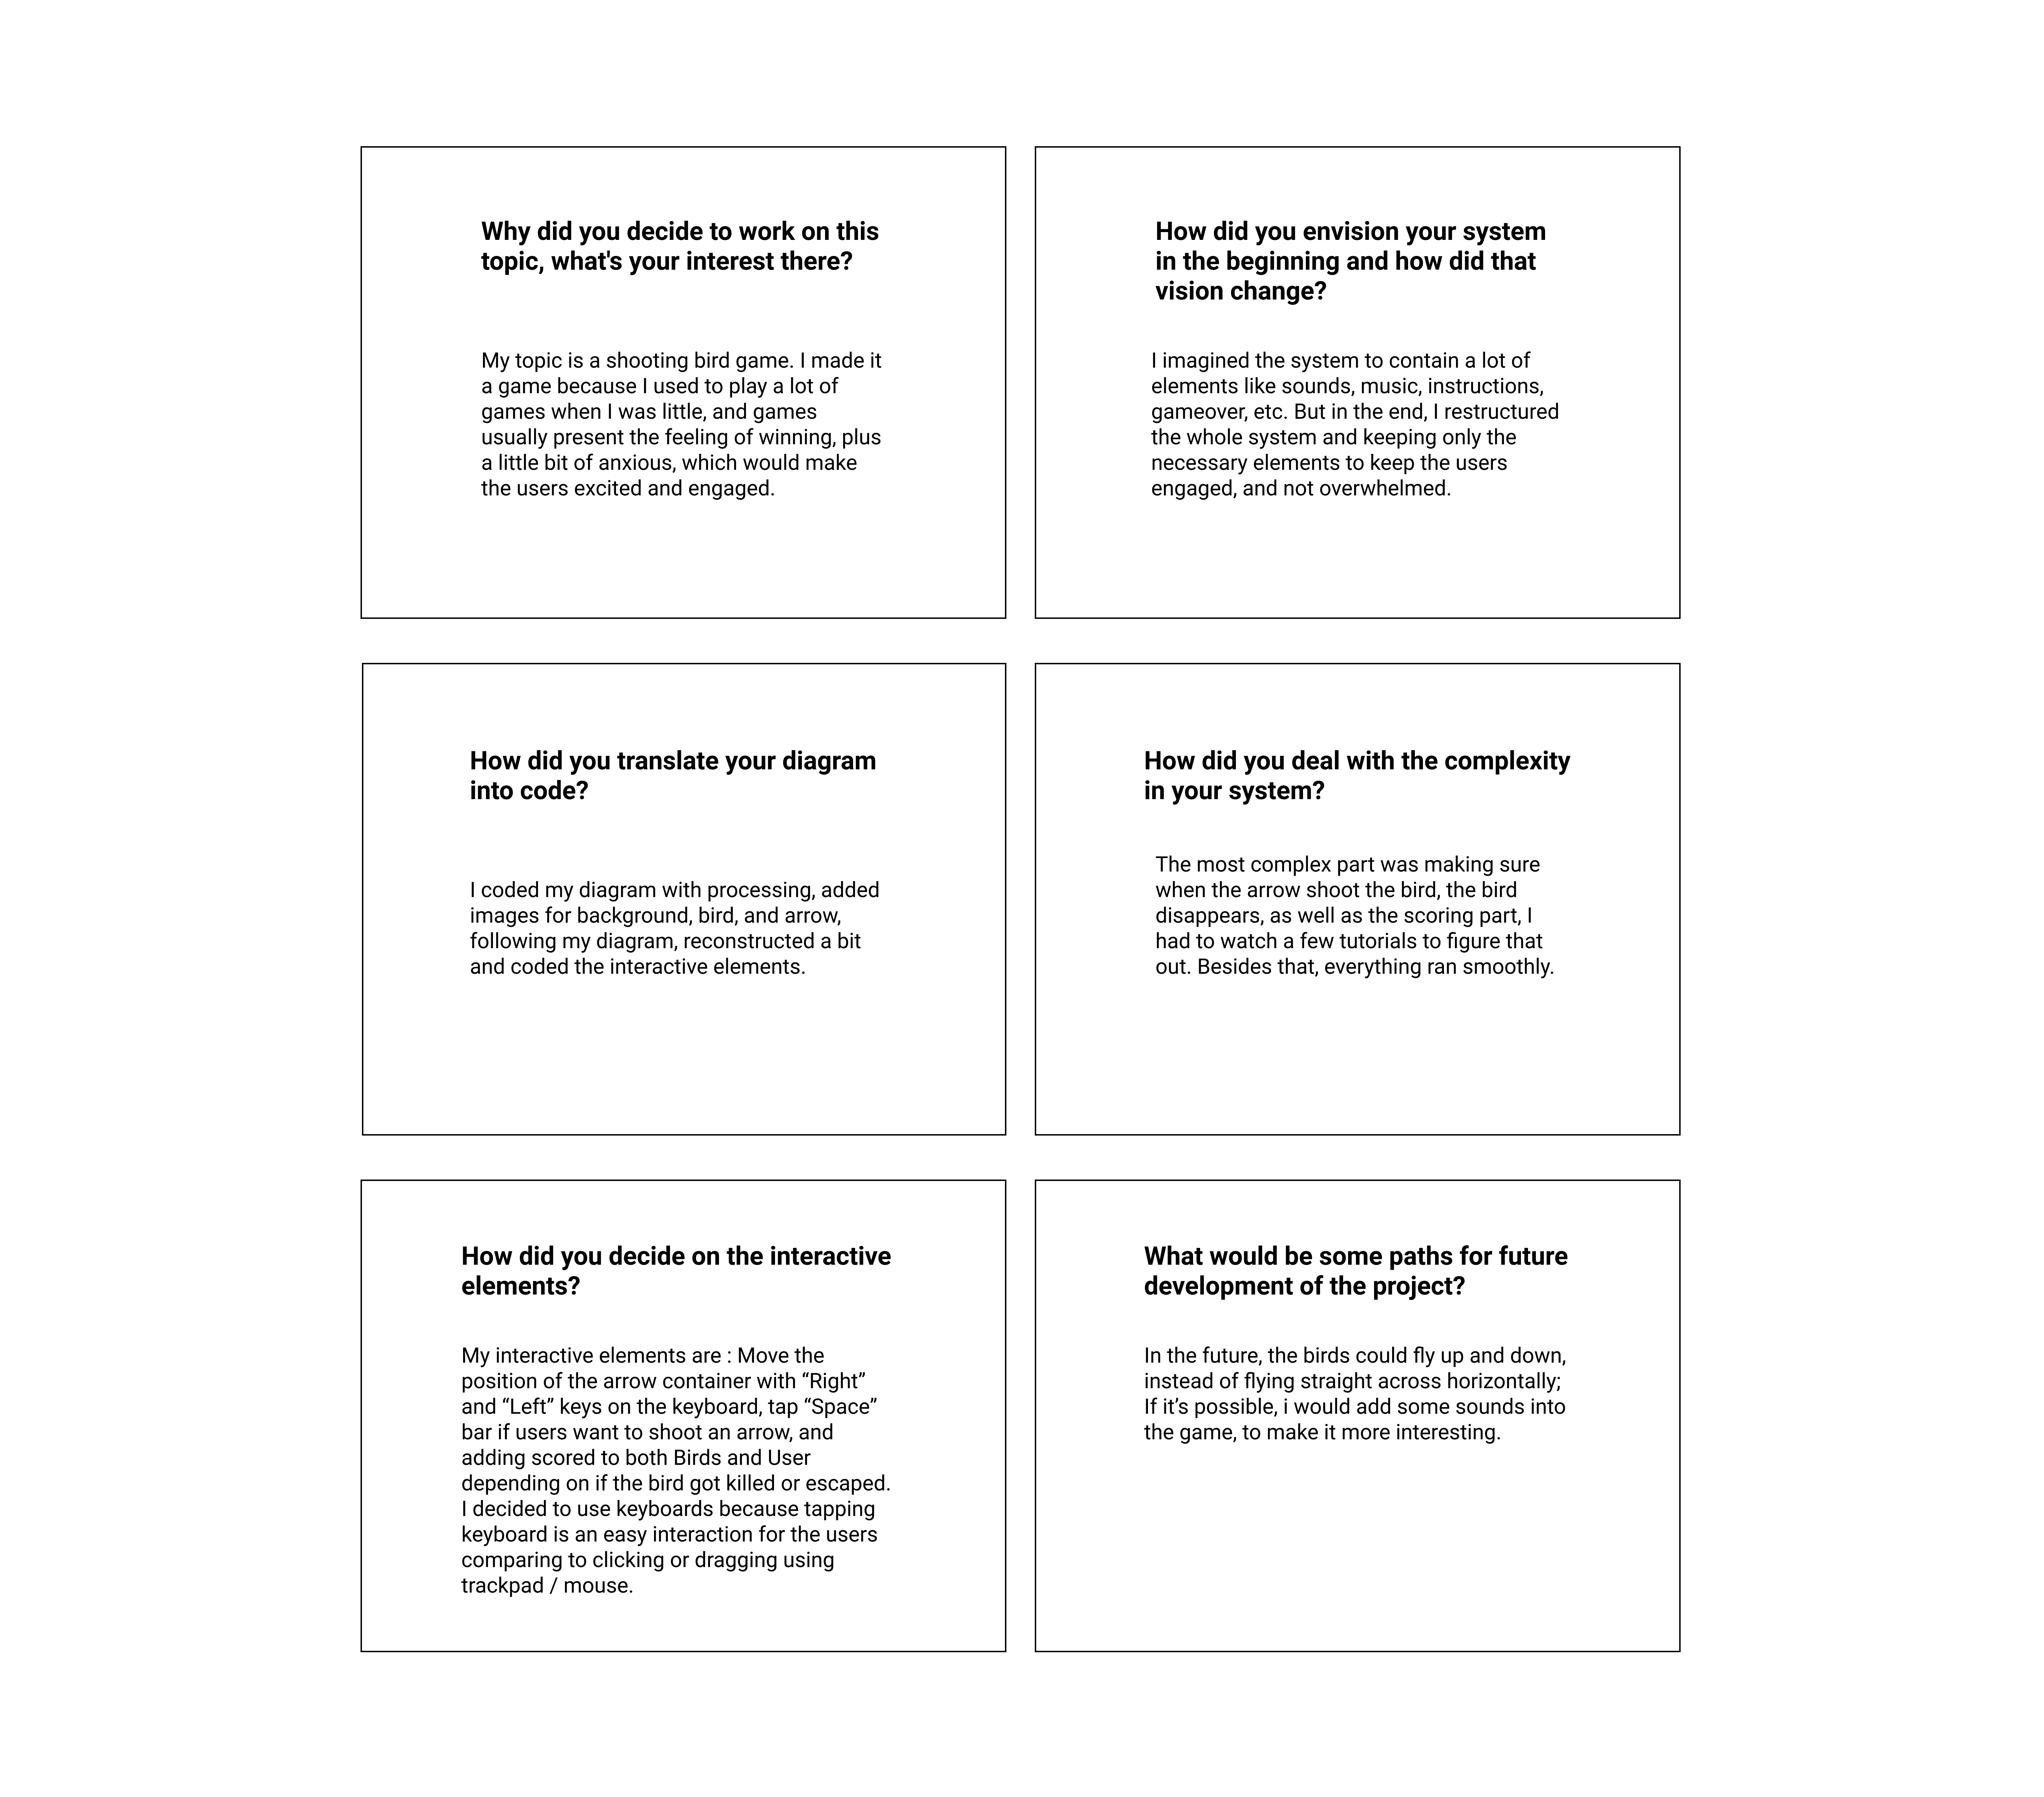 Why did you decide to work on this
topic, what's your interest there?
My topic is a shooting bird game. I made it
a game because I used to play a lot of
games when I was little, and games
usually present the feeling of winning, plus
a little bit of anxious, which would make
the users excited and engaged.
How did you envision your system
in the beginning and how did that
vision change?
I imagined the system to contain a lot of
elements like sounds, music, instructions,
gameover, etc. But in the end, I restructured
the whole system and keeping only the
necessary elements to keep the users
engaged, and not overwhelmed.
How did you translate your diagram
into code?
I coded my diagram with processing, added
images for background, bird, and arrow,
following my diagram, reconstructed a bit
and coded the interactive elements.
How did you deal with the complexity
in your system?
The most complex part was making sure
when the arrow shoot the bird, the bird
disappears, as well as the scoring part, I
had to watch a few tutorials to figure that
out. Besides that, everything ran smoothly.
How did you decide on the interactive
elements?
My interactive elements are : Move the
position of the arrow container with “Right”
and “Left” keys on the keyboard, tap “Space”
bar if users want to shoot an arrow, and
adding scored to both Birds and User
depending on if the bird got killed or escaped.
I decided to use keyboards because tapping
keyboard is an easy interaction for the users
comparing to clicking or dragging using
trackpad / mouse.
What would be some paths for future
development of the project?
In the future, the birds could fly up and down,
instead of flying straight across horizontally;
If it’s possible, i would add some sounds into
the game, to make it more interesting.